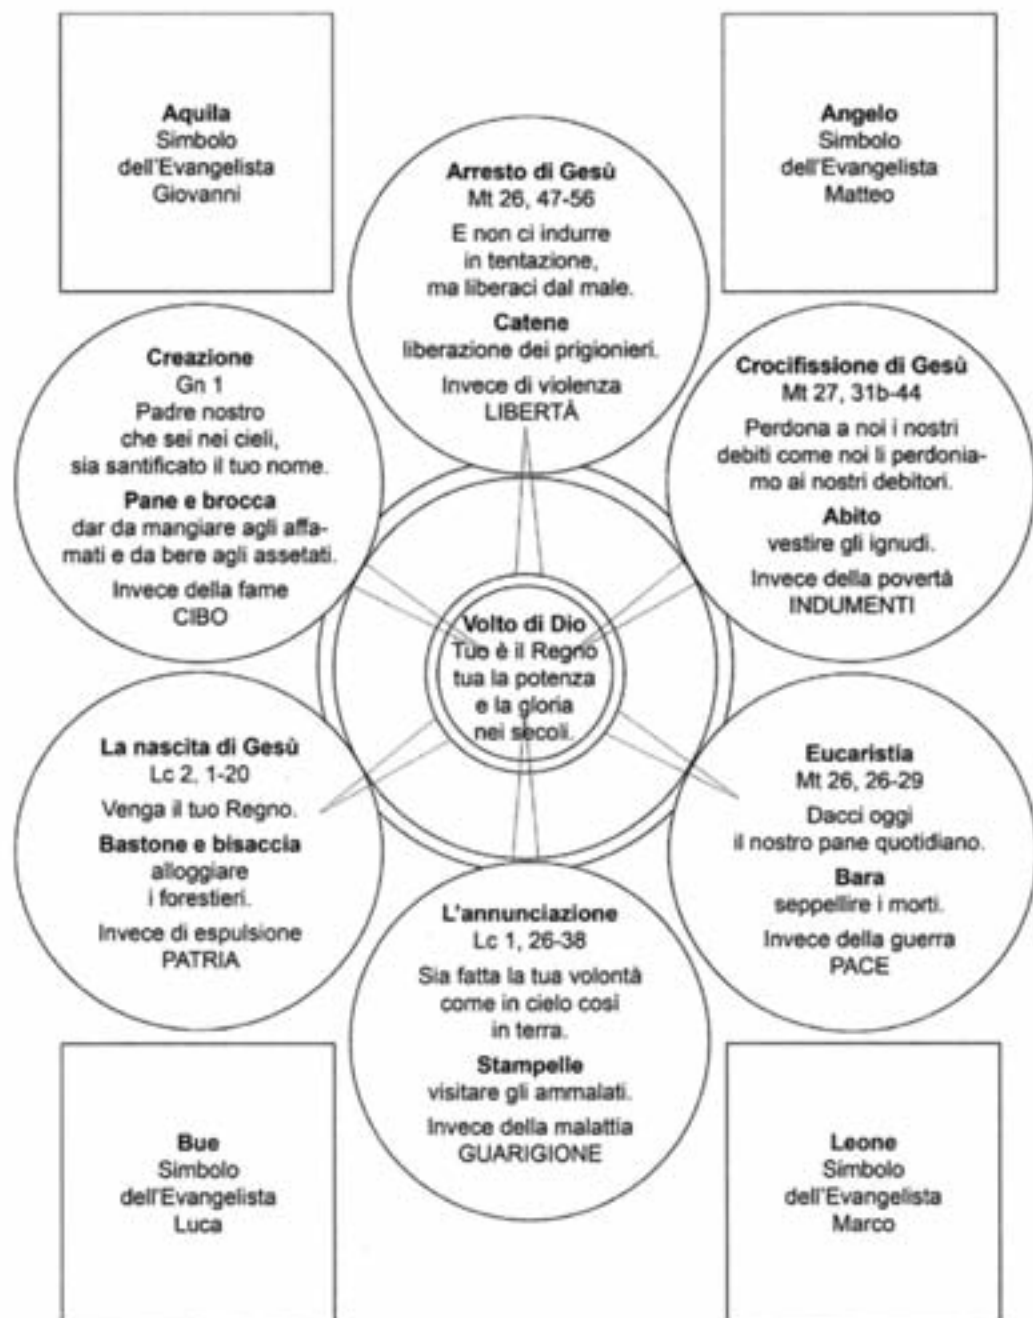 Aquila
Simbolo
dell'Evangelista
Giovanni
Angelo
Simbolo
dell'Evangelista
Matteo
Arresto di Gesù
Mt 26, 47-56
E non ci indurre
in tentazione,
ma liberaci dal male.
Catene
liberazione dei prigionieri.
Invece di violenza
LIBERTÀ
Creazione
Gn 1
Padre nostro
che sei nei cieli,
sia santificato il tuo nome.
Pane e brocca
dar da mangiare agli affa-
mati e da bere agli assetati.
Invece della fame
CIBO
Crocifissione di Gesù
Mt 27, 31b-44
Perdona a noi i nostri
debiti come noi li perdonia-
mo ai nostri debitori.
Abito
vestire gli ignudi.
Invece della povertà
INDUMENTI
Volto di Dio
Tuo è il Regno
tua la potenza
e la gloria
nei secoli.
La nascita di Gesù
Lc 2, 1-20
Venga il tuo Regno.
Bastone e bisaccia
alloggiare
i forestieri.
Invece di espulsione
PATRIA
Eucaristia
Mt 26, 26-29
Dacci oggi
il nostro pane quotidiano.
Bara
seppellire i morti.
Invece della guerra
PACE
L'annunciazione
Lc 1, 26-38
Sia fatta la tua volontà
come in cielo così
in terra.
Stampelle
visitare gli ammalati.
Invece della malattia
GUARIGIONE
Bue
Simbolo
dell'Evangelista
Luca
Leone
Simbolo
dell'Evangelista
Marco